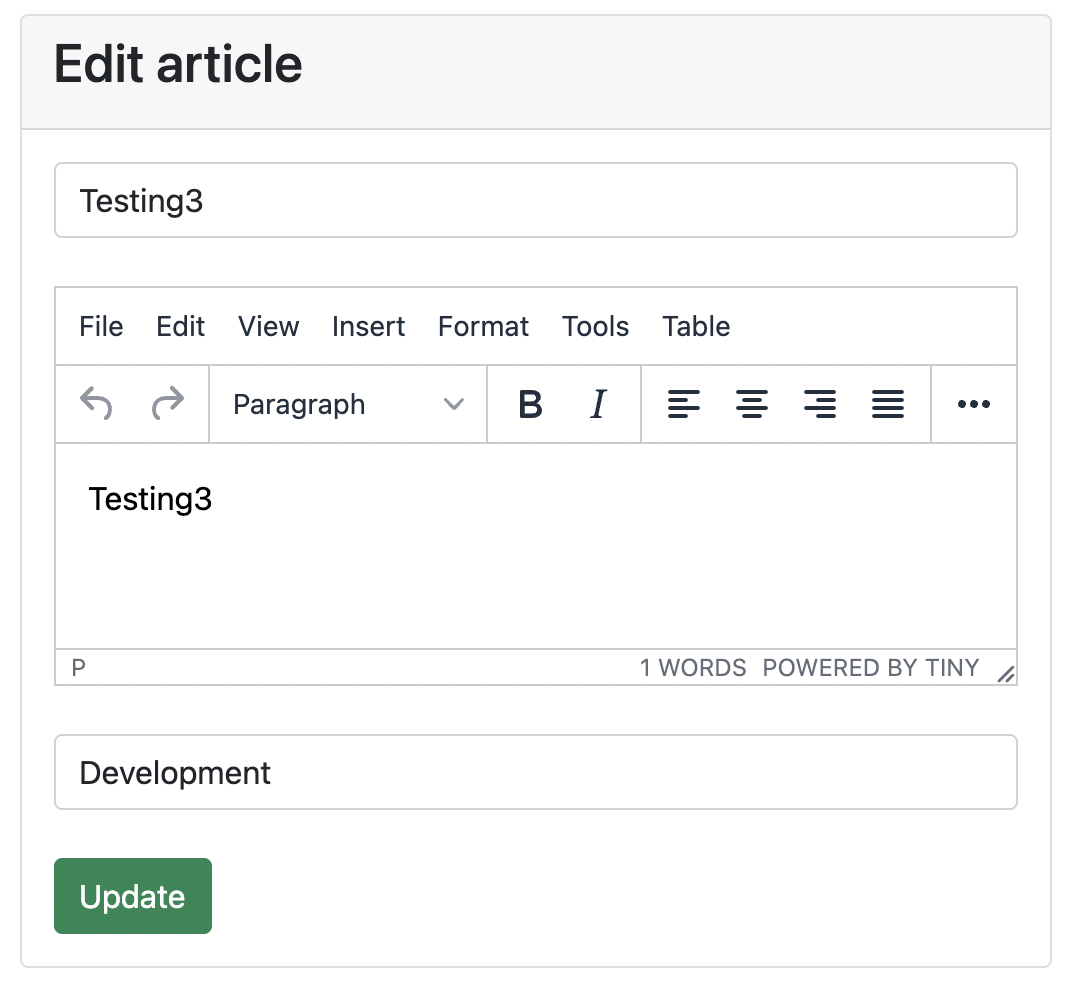 Edit article
Testing3
File Edit View Insert Format Tools Table
Paragraph B I
Testing3
P 1 WORDS POWERED BY TINY
Development
Update